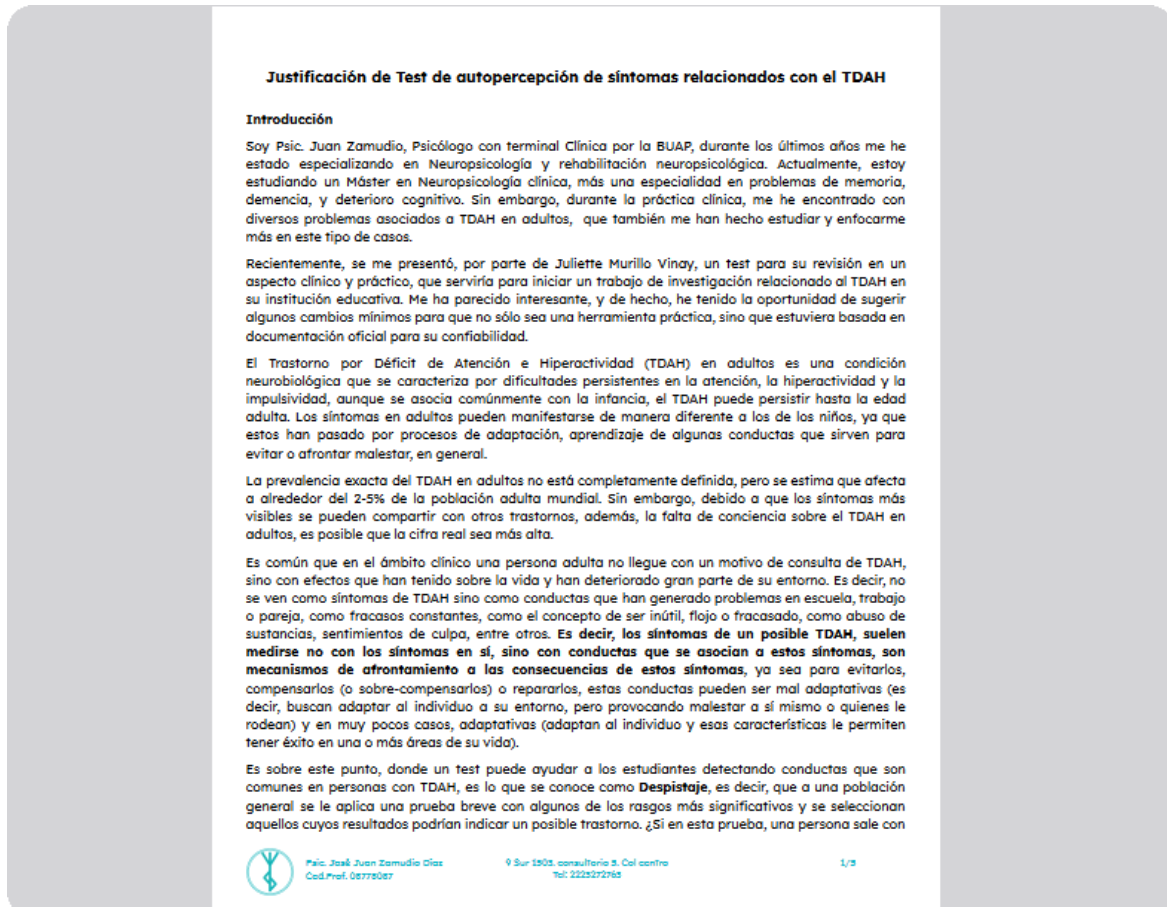 Justificación de Test de autopercepción de síntomas relacionados con el TDAH
Introducción
Soy Psic. Juan Zamudio, Psicólogo con terminal Clínica por la BUAP, durante los últimos años me he
estado especializando en Neuropsicología y rehabilitación neuropsicológica. Actualmente, estoy
estudiando un Máster en Neuropsicología clínica, más una especialidad en problemas de memoria,
demencia, y deterioro cognitivo. Sin embargo, durante la práctica clínica, me he encontrado con
diversos problemas asociados a TDAH en adultos, que también me han hecho estudiar y enfocarme
más en este tipo de casos.
Recientemente, se me presentó, por parte de Juliette Murillo Vinay, un test para su revisión en un
aspecto clínico y práctico, que serviría para iniciar un trabajo de investigación relacionado al TDAH en
su institución educativa. Me ha parecido interesante, y de hecho, he tenido la oportunidad de sugerir
algunos cambios mínimos para que no sólo sea una herramienta práctica, sino que estuviera basada en
documentación oficial para su confiabilidad.
El Trastorno por Déficit de Atención e Hiperactividad (TDAH) en adultos es una condición
neurobiológica que se caracteriza por dificultades persistentes en la atención, la hiperactividad y la
impulsividad, aunque se asocia comúnmente con la infancia, el TDAH puede persistir hasta la edad
adulta. Los síntomas en adultos pueden manifestarse de manera diferente a los de los niños, ya que
estos han pasado por procesos de adaptación, aprendizaje de algunas conductas que sirven para
evitar o afrontar malestar, en general.
La prevalencia exacta del TDAH en adultos no está completamente definida, pero se estima que afecta
a alrededor del 2-5% de la población adulta mundial. Sin embargo, debido a que los síntomas más
visibles se pueden compartir con otros trastornos, además, la falta de conciencia sobre el TDAH en
adultos, es posible que la cifra real sea más alta.
Es común que en el ámbito clínico una persona adulta no llegue con un motivo de consulta de TDAH,
sino con efectos que han tenido sobre la vida y han deteriorado gran parte de su entorno. Es decir, no
se ven como síntomas de TDAH sino como conductas que han generado problemas en escuela, trabajo
o pareja, como fracasos constantes, como el concepto de ser inútil, flojo o fracasado, como abuso de
sustancias, sentimientos de culpa, entre otros. Es decir, los síntomas de un posible TDAH, suelen
medirse no con los síntomas en sí, sino con conductas que se asocian a estos síntomas, son
mecanismos de afrontamiento a las consecuencias de estos síntomas, ya sea para evitarlos,
compensarlos (o sobre-compensarlos) o repararlos, estas conductas pueden ser mal adaptativas (es
decir, buscan adaptar al individuo a su entorno, pero provocando malestar a sí mismo o quienes le
rodean) y en muy pocos casos, adaptativas (adaptan al individuo y esas características le permiten
tener éxito en una o más áreas de su vida).
Es sobre este punto, donde un test puede ayudar a los estudiantes detectando conductas que son
comunes en personas con TDAH, es lo que se conoce como Despistaje, es decir, que a una población
general se le aplica una prueba breve con algunos de los rasgos más significativos y se seleccionan
aquellos cuyos resultados podrían indicar un posible trastorno. ¿Si en esta prueba, una persona sale con
Psic. José Juan Zamudio Días
Ced.Prof. 08778087
9 Sur 1503. consultorio 3. Col centro
Tel: 2223272763
1/3